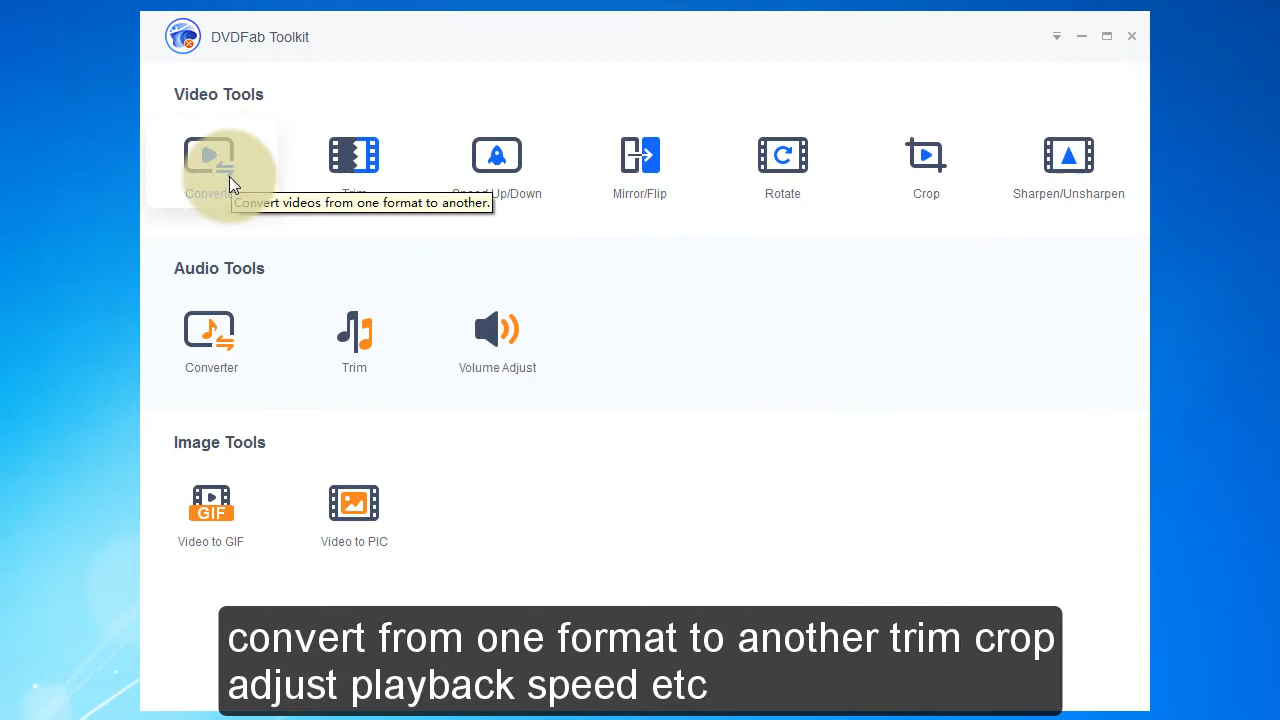 DVDFab Toolkit
Video Tools
Converter
Speed Up/Down
Mirror/Flip
Rotate
Crop
Sharpen/Unsharpen
Convert videos from one format to another.
Audio Tools
Converter
Trim
Volume Adjust
Image Tools
GIF
Video to GIF
Video to PIC
convert from one format to another trim crop
adjust playback speed etc